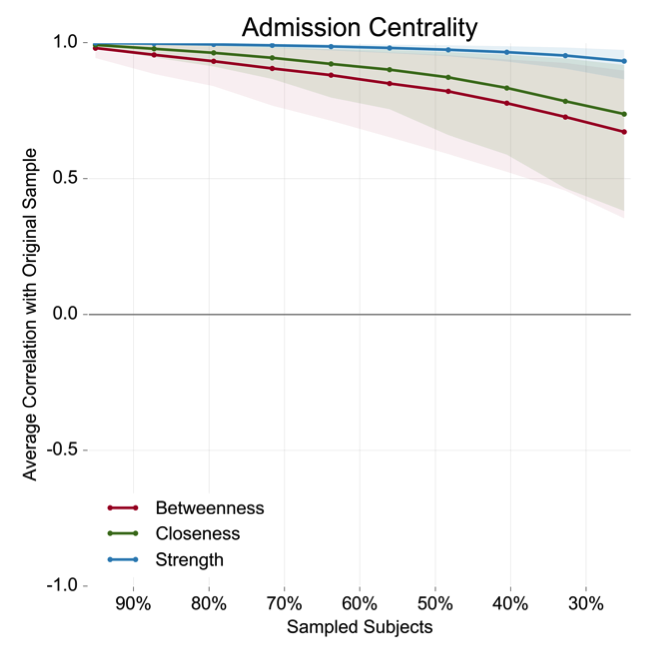 Admission Centrality
Average Correlation with Original Sample
1.0
0.5
0.0
-0.5
-1.0
Betweenness
Closeness
Strength
90% 80% 70% 60% 50% 40% 30%
Sampled Subjects